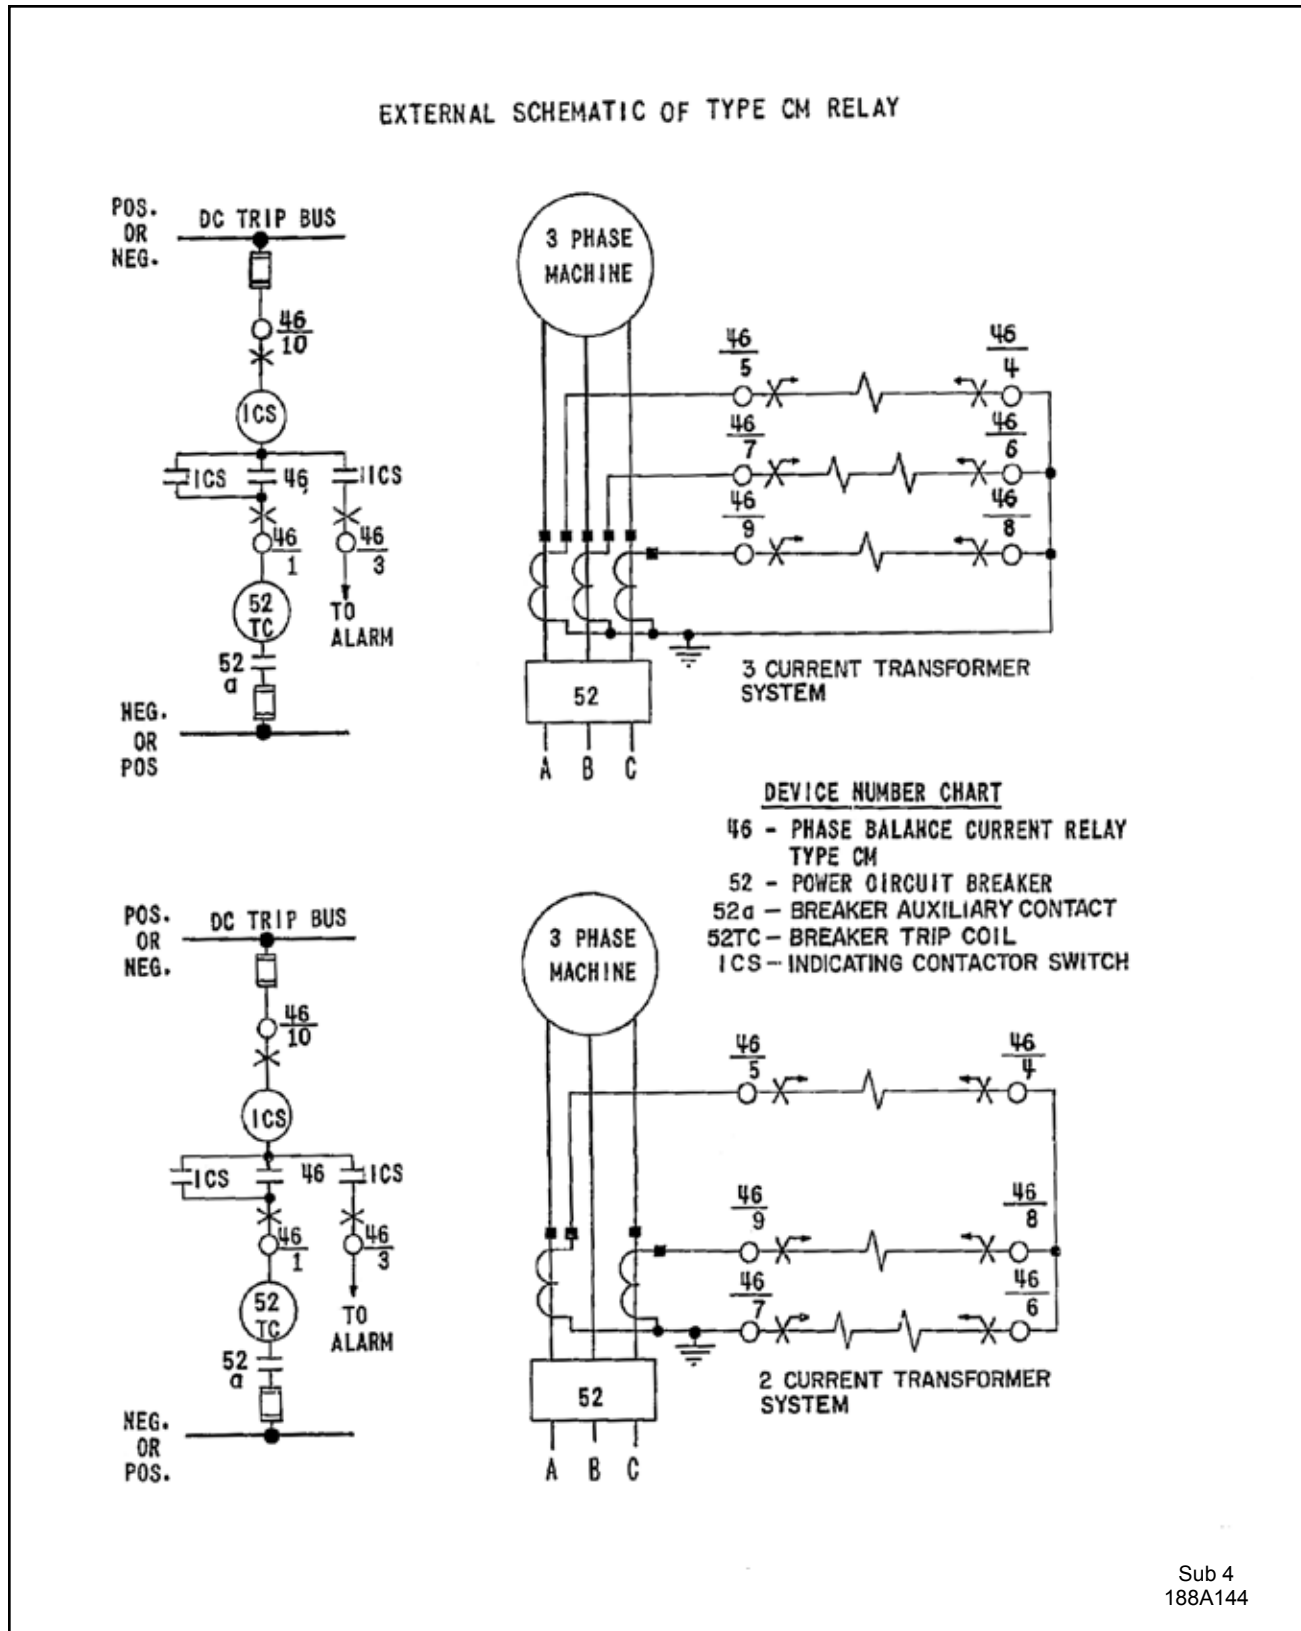 EXTERNAL SCHEMATIC OF TYPE CM RELAY
POS.
OR
NEG.
DC TRIP BUS
46
10
ICS
ICS
46
ICS
46
1
46
3
52
TC
TO
ALARM
52
a
NEG.
OR
POS
3 PHASE
MACHINE
46
5
46
4
46
7
46
6
46
9
46
8
52
A B C
3 CURRENT TRANSFORMER
SYSTEM
DEVICE NUMBER CHART
46 - PHASE BALANCE CURRENT RELAY
TYPE CM
52 - POWER CIRCUIT BREAKER
52a - BREAKER AUXILIARY CONTACT
52TC - BREAKER TRIP COIL
ICS - INDICATING CONTACTOR SWITCH
POS.
OR
NEG.
DC TRIP BUS
46
10
ICS
ICS
46
ICS
46
1
46
3
52
TC
TO
ALARM
52
a
NEG.
OR
POS.
3 PHASE
MACHINE
46
5
46
4
46
9
46
8
46
7
46
6
52
A B C
2 CURRENT TRANSFORMER
SYSTEM
Sub 4
188A144